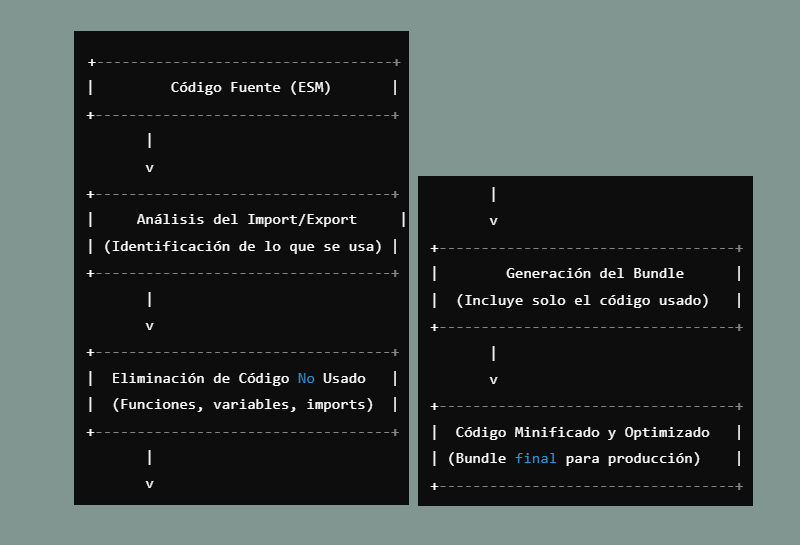 +-----------------------------------+
|         Código Fuente (ESM)       |
+-----------------------------------+
|
v
+-----------------------------------+
|     Análisis del Import/Export     |
| (Identificación de lo que se usa) |
+-----------------------------------+
|
v
+-----------------------------------+
|  Eliminación de Código No Usado   |
|  (Funciones, variables, imports)  |
+-----------------------------------+
|
v
|
v
+-----------------------------------+
|        Generación del Bundle      |
|  (Incluye solo el código usado)   |
+-----------------------------------+
|
v
+-----------------------------------+
|  Código Minificado y Optimizado   |
| (Bundle final para producción)    |
+-----------------------------------+